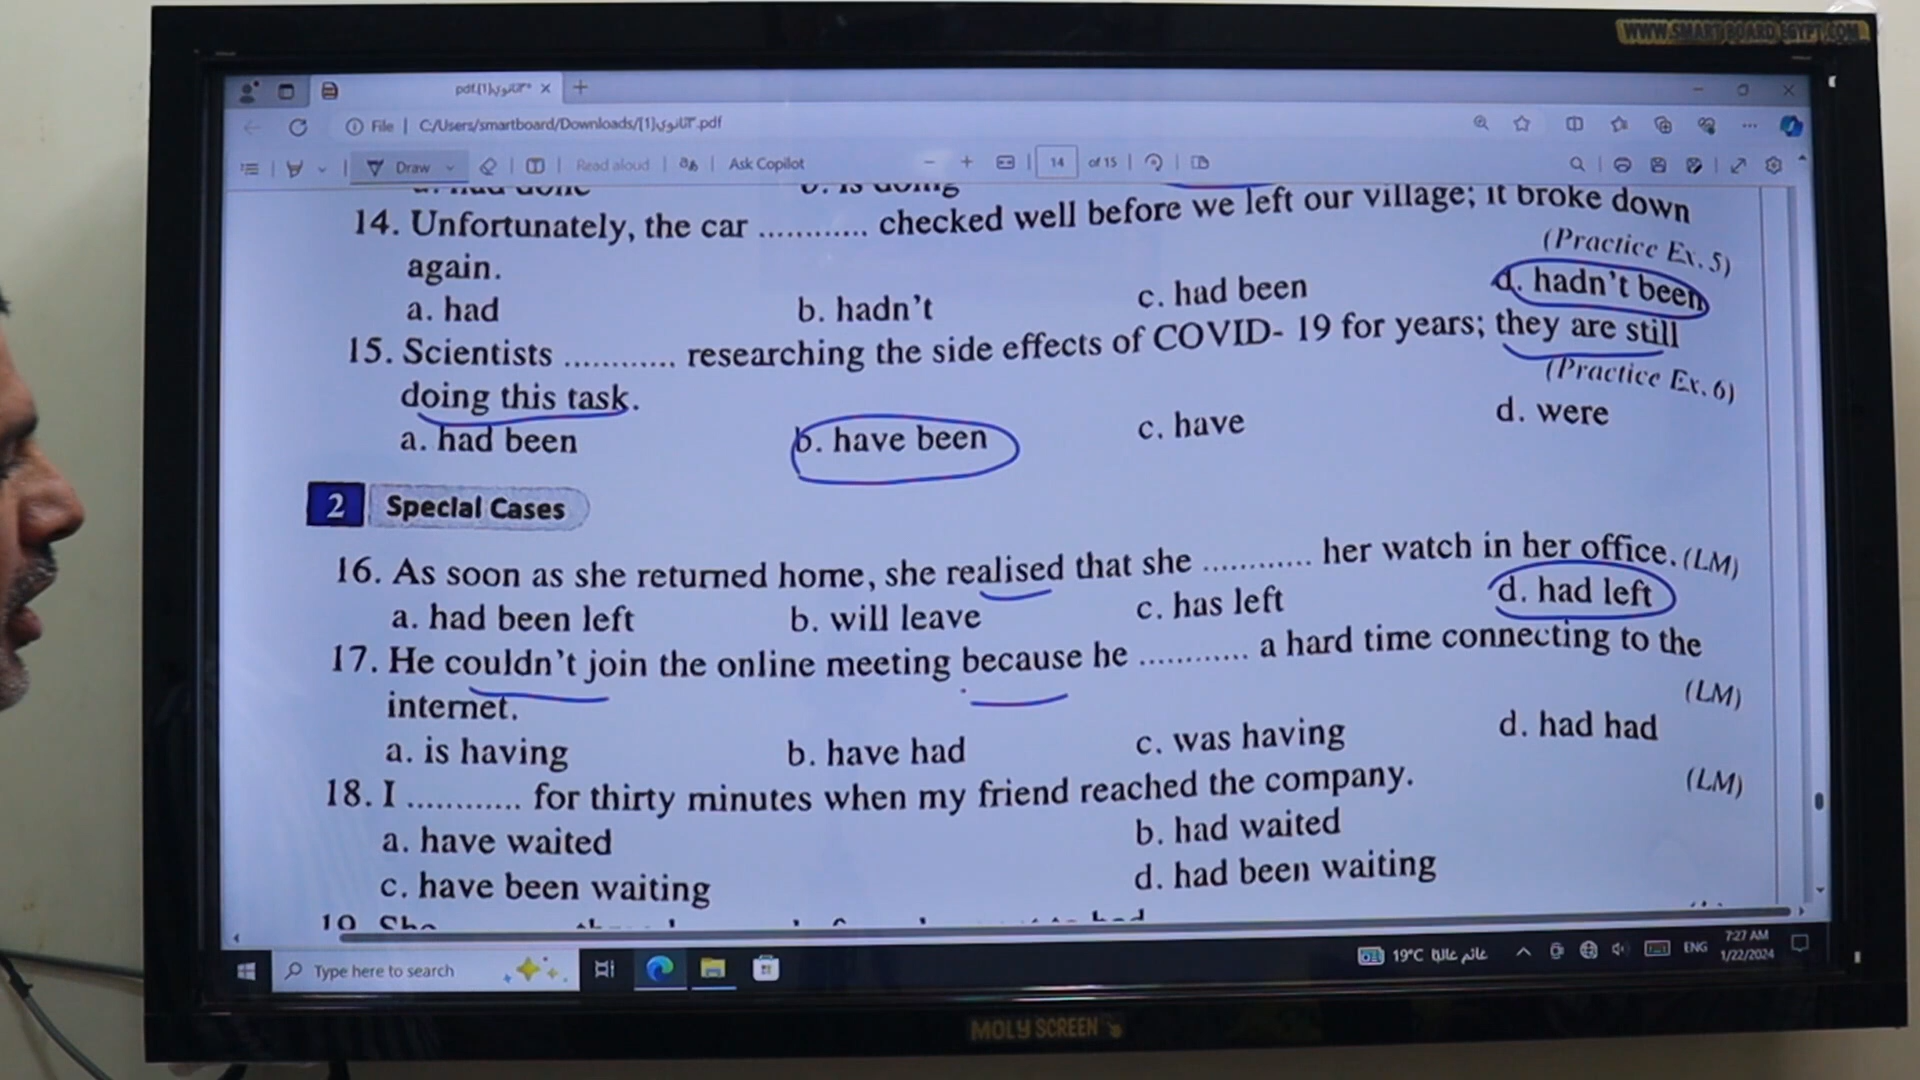 WWW.SMARTBOARD.EGYPT.COM
File | C:/Users/smartboard/Downloads/
Draw
Read aloud
Ask Copilot
14 of 15
14. Unfortunately, the car ............ checked well before we left our village; it broke down
again.
(Practice Ex. 5)
a. had b. hadn't c. had been d. hadn't been
15. Scientists ............ researching the side effects of COVID- 19 for years; they are still
doing this task.
(Practice Ex. 6)
a. had been b. have been c. have d. were
2 Special Cases
16. As soon as she returned home, she realised that she ............ her watch in her office. (LM)
a. had been left b. will leave c. has left d. had left
17. He couldn't join the online meeting because he ............ a hard time connecting to the
internet.
(LM)
a. is having b. have had c. was having d. had had
18. I ............ for thirty minutes when my friend reached the company. (LM)
a. have waited b. had waited
c. have been waiting d. had been waiting
Type here to search
19°C غائم غالبا
ENG
7:27 AM
1/22/2024
MOLY SCREEN